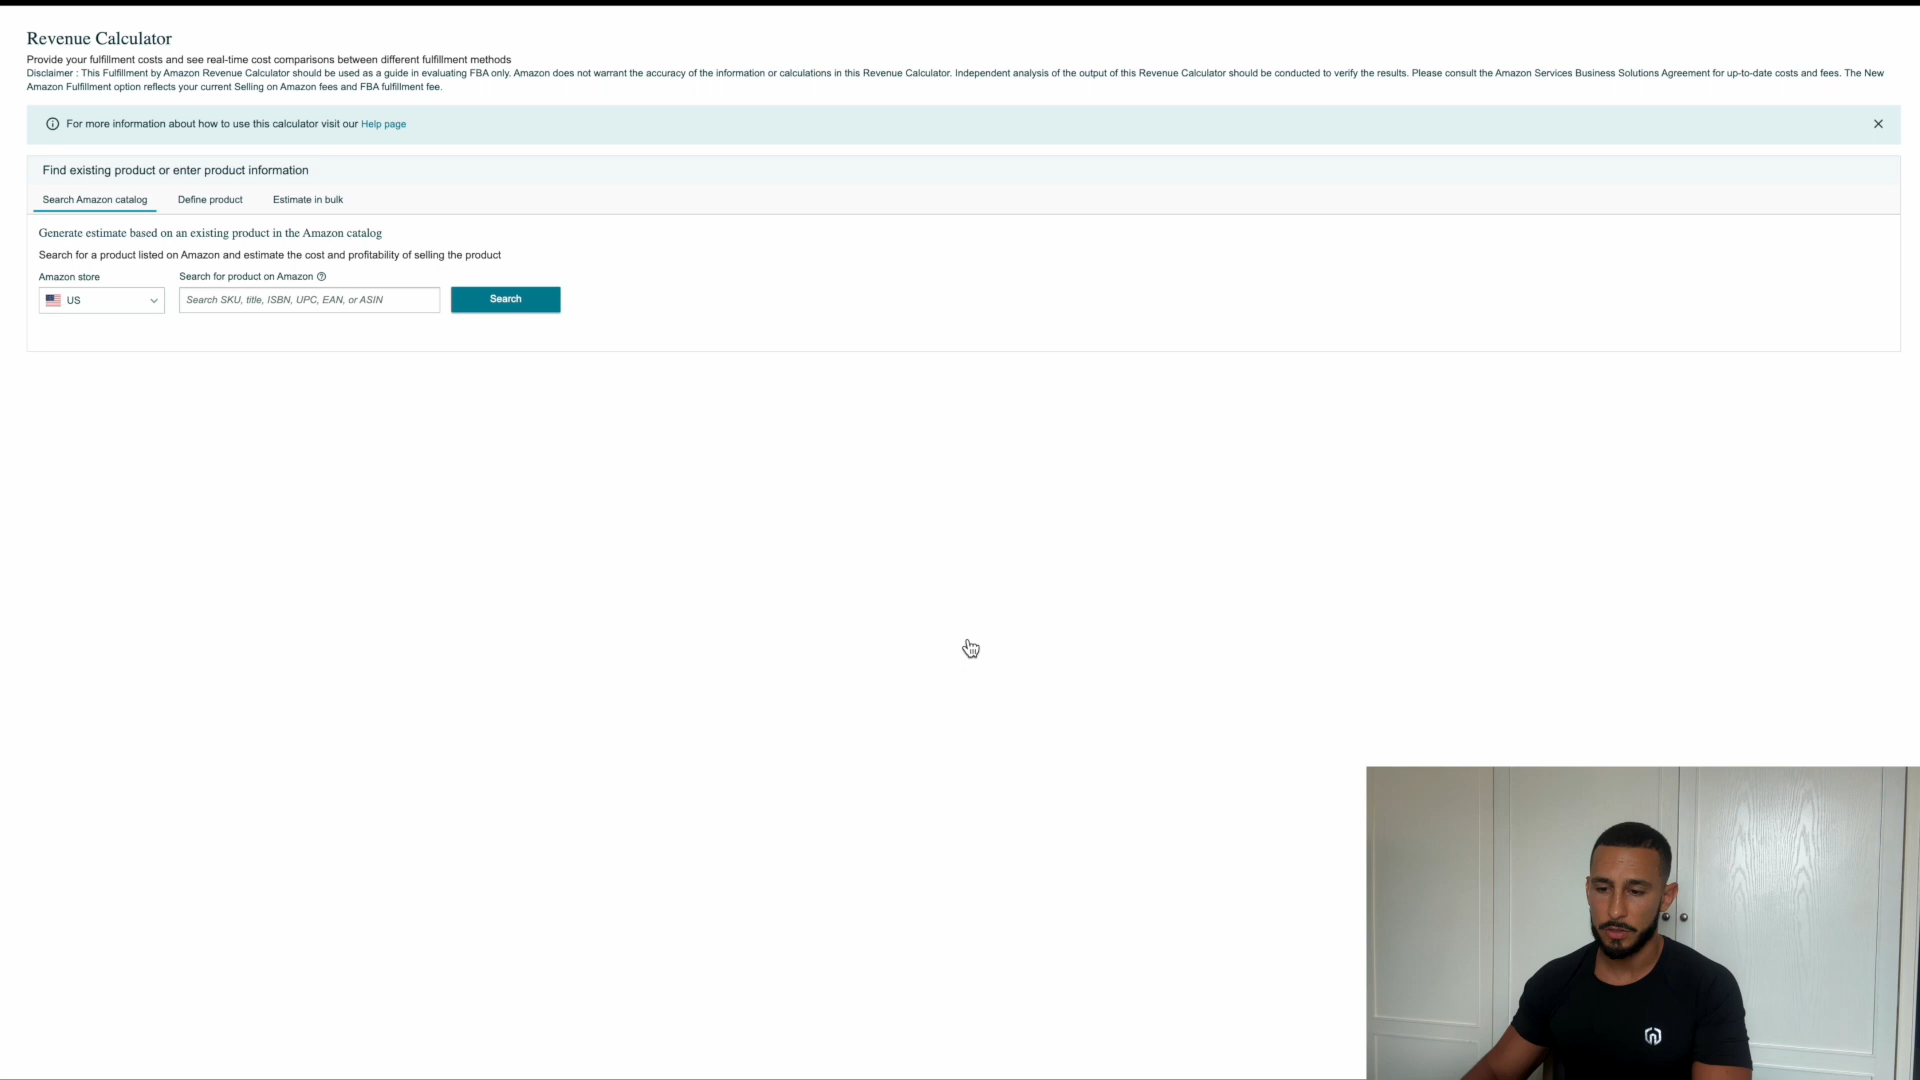 Revenue Calculator
Provide your fulfillment costs and see real-time cost comparisons between different fulfillment methods
Disclaimer : This Fulfillment by Amazon Revenue Calculator should be used as a guide in evaluating FBA only. Amazon does not warrant the accuracy of the information or calculations in this Revenue Calculator. Independent analysis of the output of this Revenue Calculator should be conducted to verify the results. Please consult the Amazon Services Business Solutions Agreement for up-to-date costs and fees. The New
Amazon Fulfillment option reflects your current Selling on Amazon fees and FBA fulfillment fee.
For more information about how to use this calculator visit our Help page
Find existing product or enter product information
Search Amazon catalog Define product Estimate in bulk
Generate estimate based on an existing product in the Amazon catalog
Search for a product listed on Amazon and estimate the cost and profitability of selling the product
Amazon store Search for product on Amazon
US Search SKU, title, ISBN, UPC, EAN, or ASIN Search